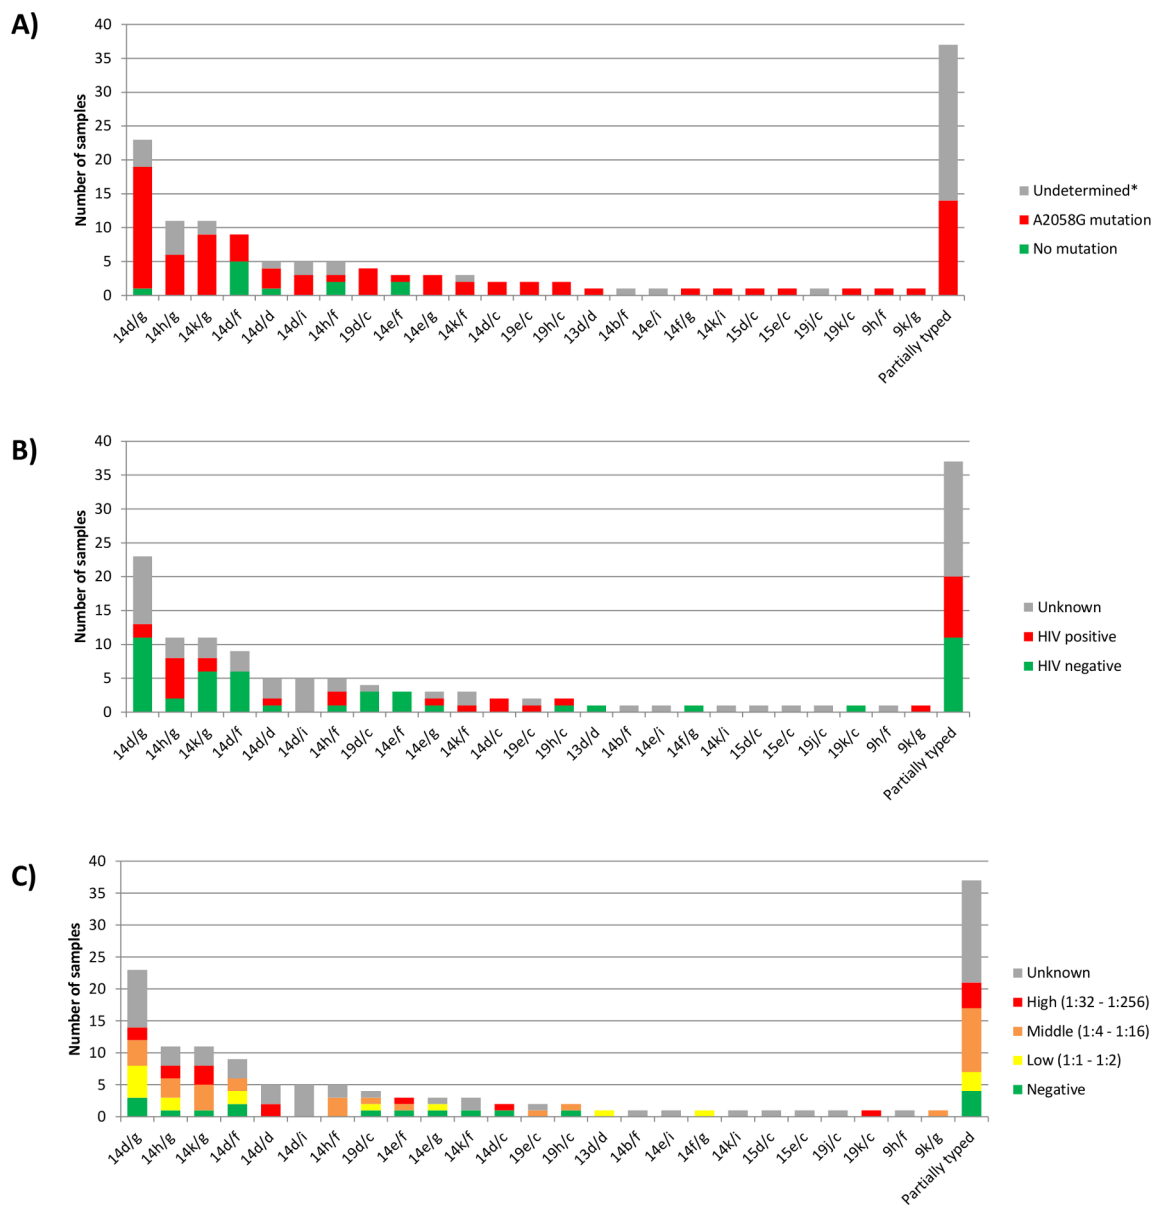 A)
Number of samples
40
35
30
25
20
15
10
5
0
14d/g
14h/g
14k/g
14d/f
14d/d
14d/i
14h/f
19d/c
14e/f
14e/g
14k/f
14d/c
19e/c
19h/c
13d/d
14b/f
14e/i
14f/g
14k/i
15d/c
15e/c
19j/c
19k/c
9h/f
9k/g
Partially typed
Undetermined*
A2058G mutation
No mutation
B)
Number of samples
40
35
30
25
20
15
10
5
0
14d/g
14h/g
14k/g
14d/f
14d/d
14d/i
14h/f
19d/c
14e/f
14e/g
14k/f
14d/c
19e/c
19h/c
13d/d
14b/f
14e/i
14f/g
14k/i
15d/c
15e/c
19j/c
19k/c
9h/f
9k/g
Partially typed
Unknown
HIV positive
HIV negative
C)
Number of samples
40
35
30
25
20
15
10
5
0
14d/g
14h/g
14k/g
14d/f
14d/d
14d/i
14h/f
19d/c
14e/f
14e/g
14k/f
14d/c
19e/c
19h/c
13d/d
14b/f
14e/i
14f/g
14k/i
15d/c
15e/c
19j/c
19k/c
9h/f
9k/g
Partially typed
Unknown
High (1:32 - 1:256)
Middle (1:4 - 1:16)
Low (1:1 - 1:2)
Negative